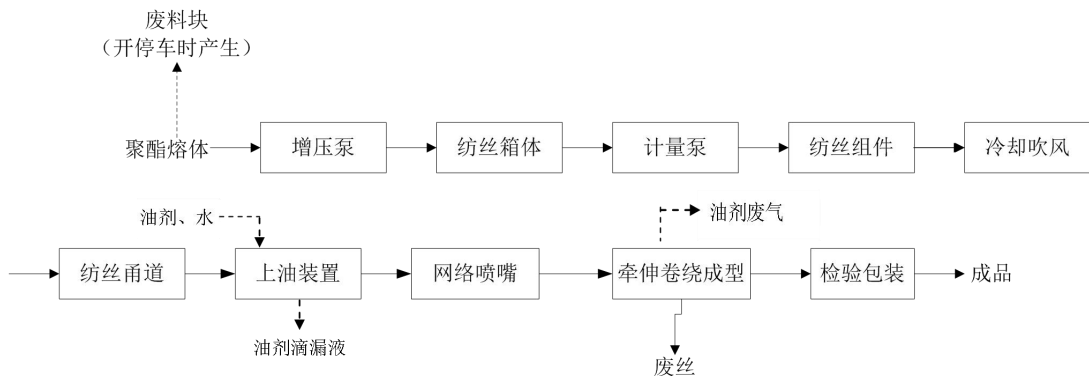 废料块
（开停车时产生）
聚酯熔体
增压泵
纺丝箱体
计量泵
纺丝组件
冷却吹风
油剂、水
油剂废气
纺丝甬道
上油装置
网络喷嘴
牵伸卷绕成型
检验包装
成品
油剂滴漏液
废丝